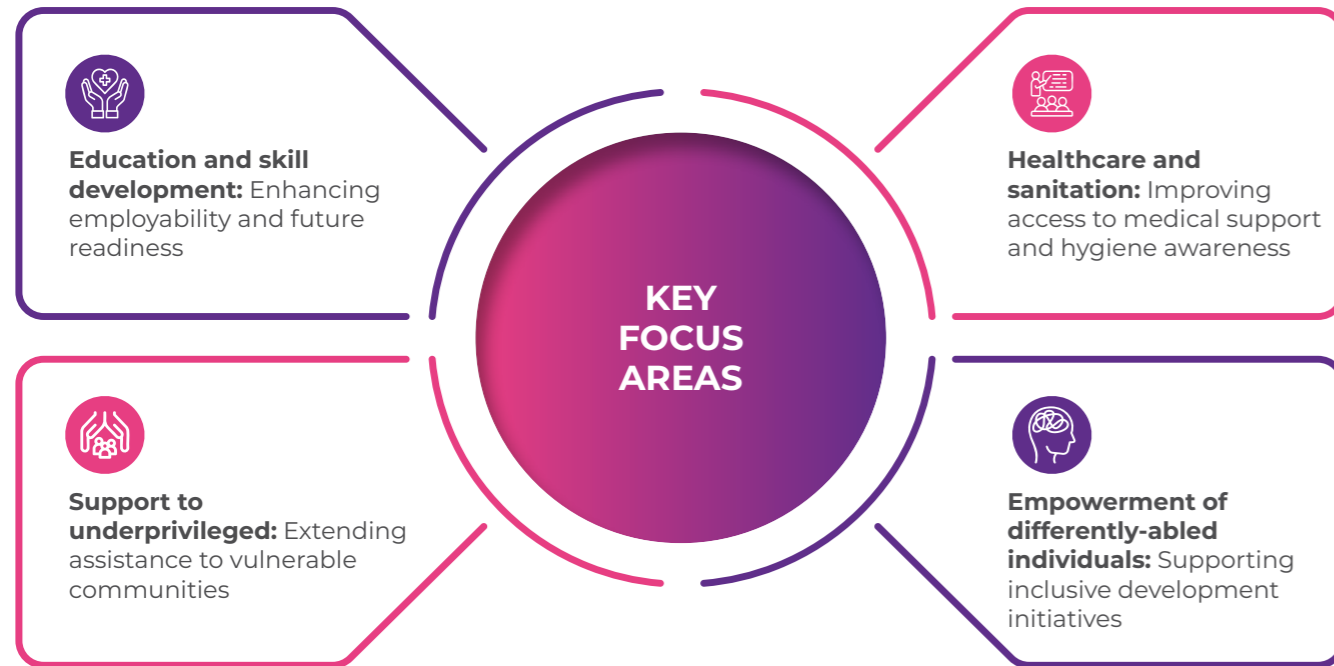 Education and skill
development: Enhancing
employability and future
readiness
Healthcare and
sanitation: Improving
access to medical support
and hygiene awareness
KEY
FOCUS
AREAS
Support to
underprivileged: Extending
assistance to vulnerable
communities
Empowerment of
differently-abled
individuals: Supporting
inclusive development
initiatives